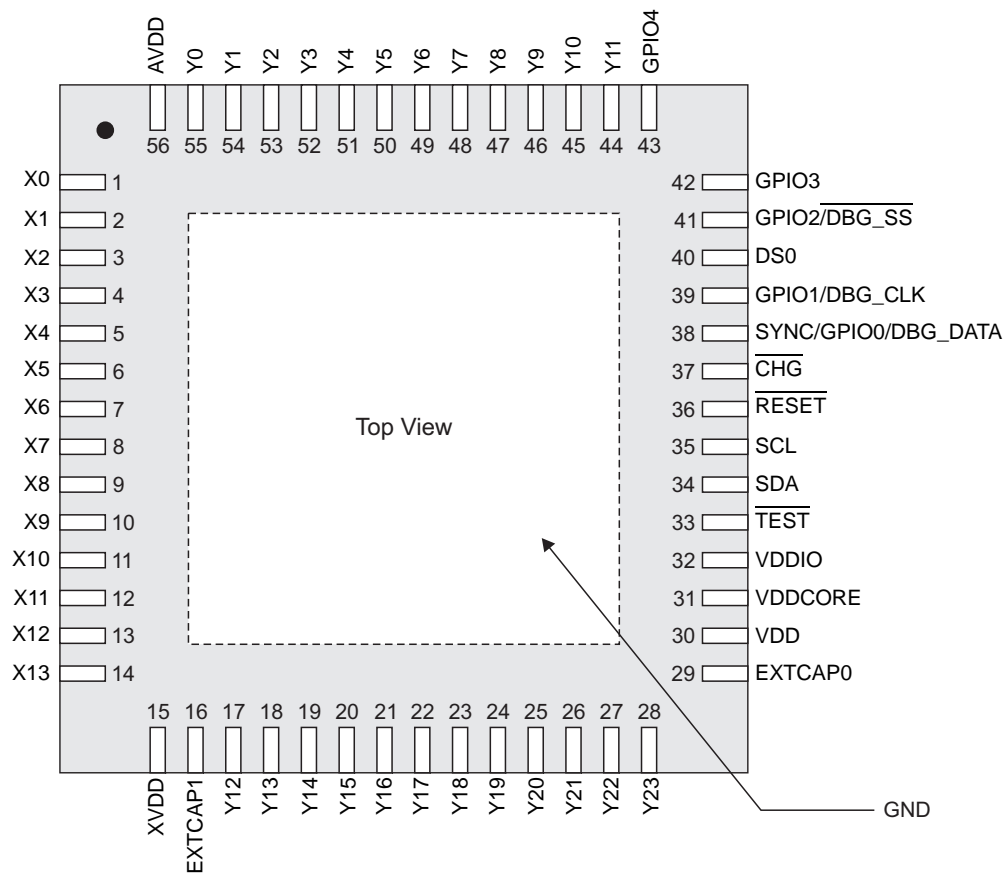 AVDD Y0 Y1 Y2 Y3 Y4 Y5 Y6 Y7 Y8 Y9 Y10 Y11 GPIO4
56 55 54 53 52 51 50 49 48 47 46 45 44 43
X0 1 42 GPIO3
X1 2 41 GPIO2/DBG_SS
X2 3 40 DS0
X3 4 39 GPIO1/DBG_CLK
X4 5 38 SYNC/GPIO0/DBG_DATA
X5 6 37 CHG
X6 7 36 RESET
Top View
X7 8 35 SCL
X8 9 34 SDA
X9 10 33 TEST
X10 11 32 VDDIO
X11 12 31 VDDCORE
X12 13 30 VDD
X13 14 29 EXTCAP0
15 16 17 18 19 20 21 22 23 24 25 26 27 28
XVDD EXTCAP1 Y12 Y13 Y14 Y15 Y16 Y17 Y18 Y19 Y20 Y21 Y22 Y23
GND